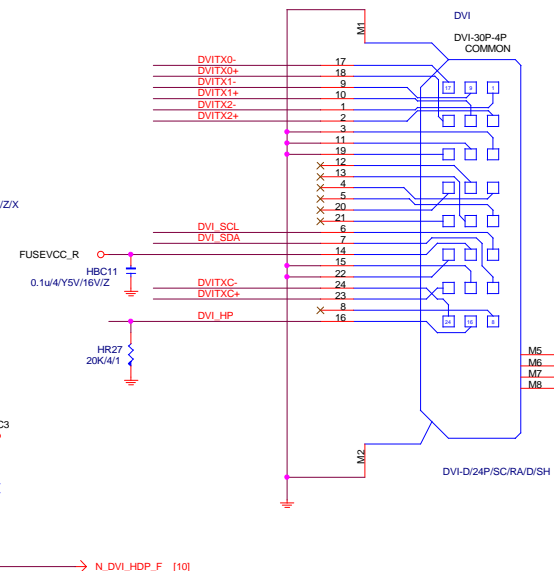 DVI
DVI-30P-4P
COMMON
M1
DVITX0- 17
DVITX0+ 18
DVITX1- 9
DVITX1+ 10
DVITX2- 1
DVITX2+ 2
3
11
19
12
13
4
5
20
21
DVI_SCL 6
DVI_SDA 7
FUSEVCC_R 14
15
22
DVITXC- 24
DVITXC+ 23
8
DVI_HP 16
17 9 1
24 16 8
/Z/X
HBC11
0.1u/4/Y5V/16V/Z
HR27
20K/4/1
M5
M6
M7
M8
C3
M2
DVI-D/24P/SC/RA/D/SH
N_DVI_HDP_F [10]